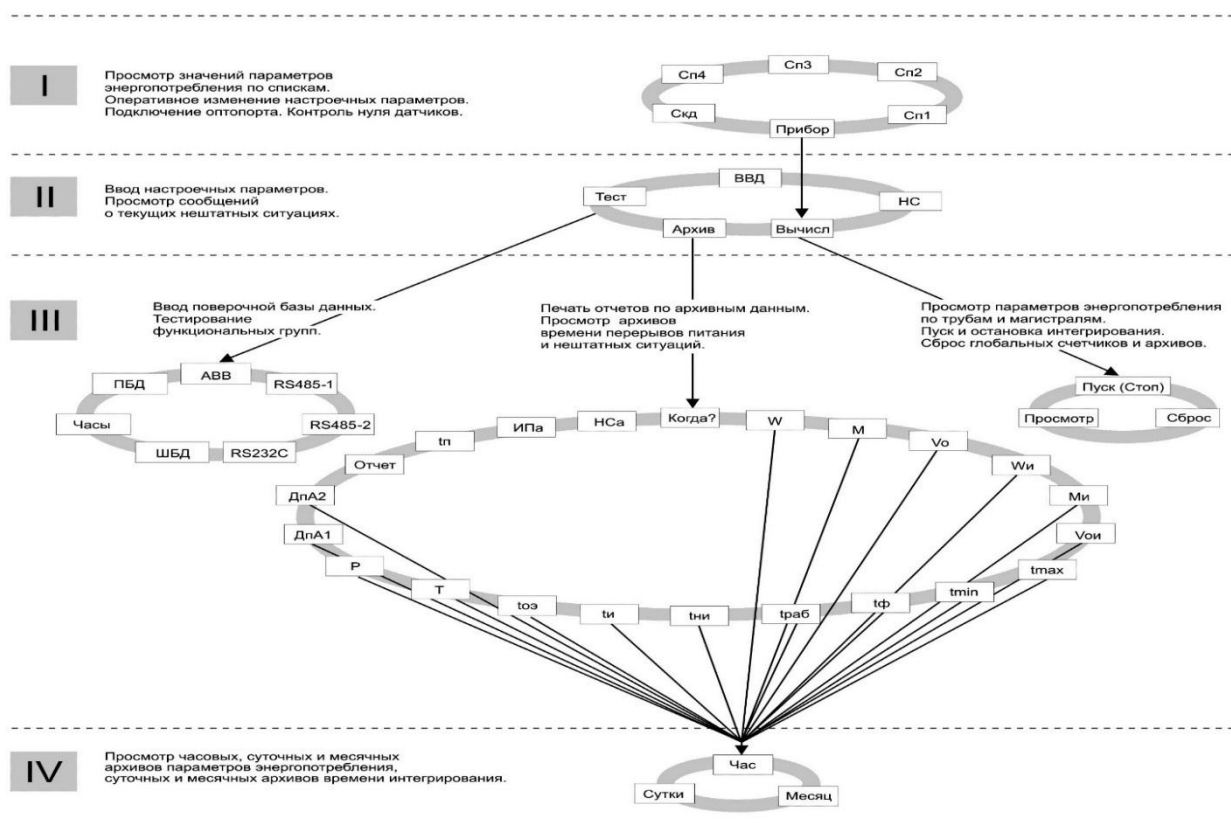 I
Просмотр значений параметров
энергопотребления по спискам.
Оперативное изменение настроечных параметров.
Подключение оптопорта. Контроль нуля датчиков.
Сп4
Сп3
Сп2
Скд
Прибор
Сп1
II
Ввод настроечных параметров.
Просмотр сообщений
о текущих нештатных ситуациях.
Тест
ВВД
НС
Архив
Вычисл
III
Ввод поверочной базы данных.
Тестирование
функциональных групп.
Печать отчетов по архивным данным.
Просмотр архивов
времени перерывов питания
и нештатных ситуаций.
Просмотр параметров энергопотребления
по трубам и магистралям.
Пуск и остановка интегрирования.
Сброс глобальных счетчиков и архивов.
ПБД
АВВ
RS485-1
Часы
RS485-2
ШБД
RS232C
Пуск (Стоп)
Просмотр
Сброс
tп
ИПа
НСа
Когда?
W
М
Vo
Wи
Ми
Vои
tmax
tmin
tф
tраб
tни
tи
tоэ
Т
Р
ДпА1
ДпА2
Отчет
IV
Просмотр часовых, суточных и месячных
архивов параметров энергопотребления,
суточных и месячных архивов времени интегрирования.
Час
Сутки
Месяц